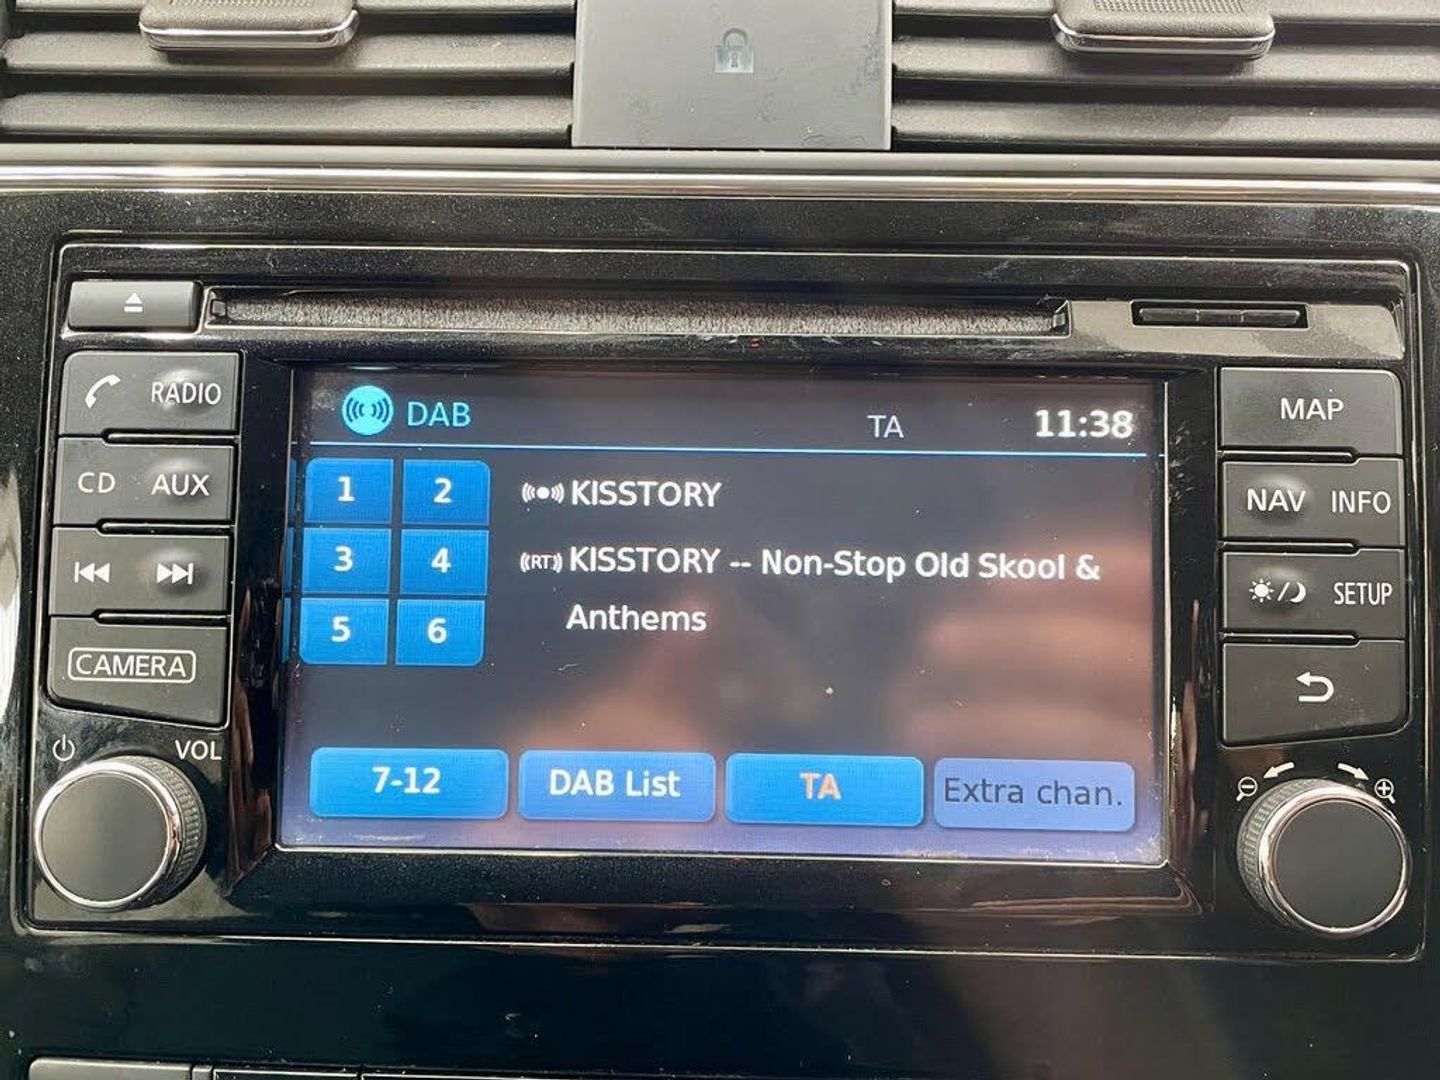 DAB TA 11:38
1 2
KISSTORY
3 4
RT KISSTORY -- Non-Stop Old Skool &
Anthems
5 6
7-12 DAB List TA Extra chan.
RADIO
CD AUX
CAMERA
VOL
MAP
NAV INFO
SETUP